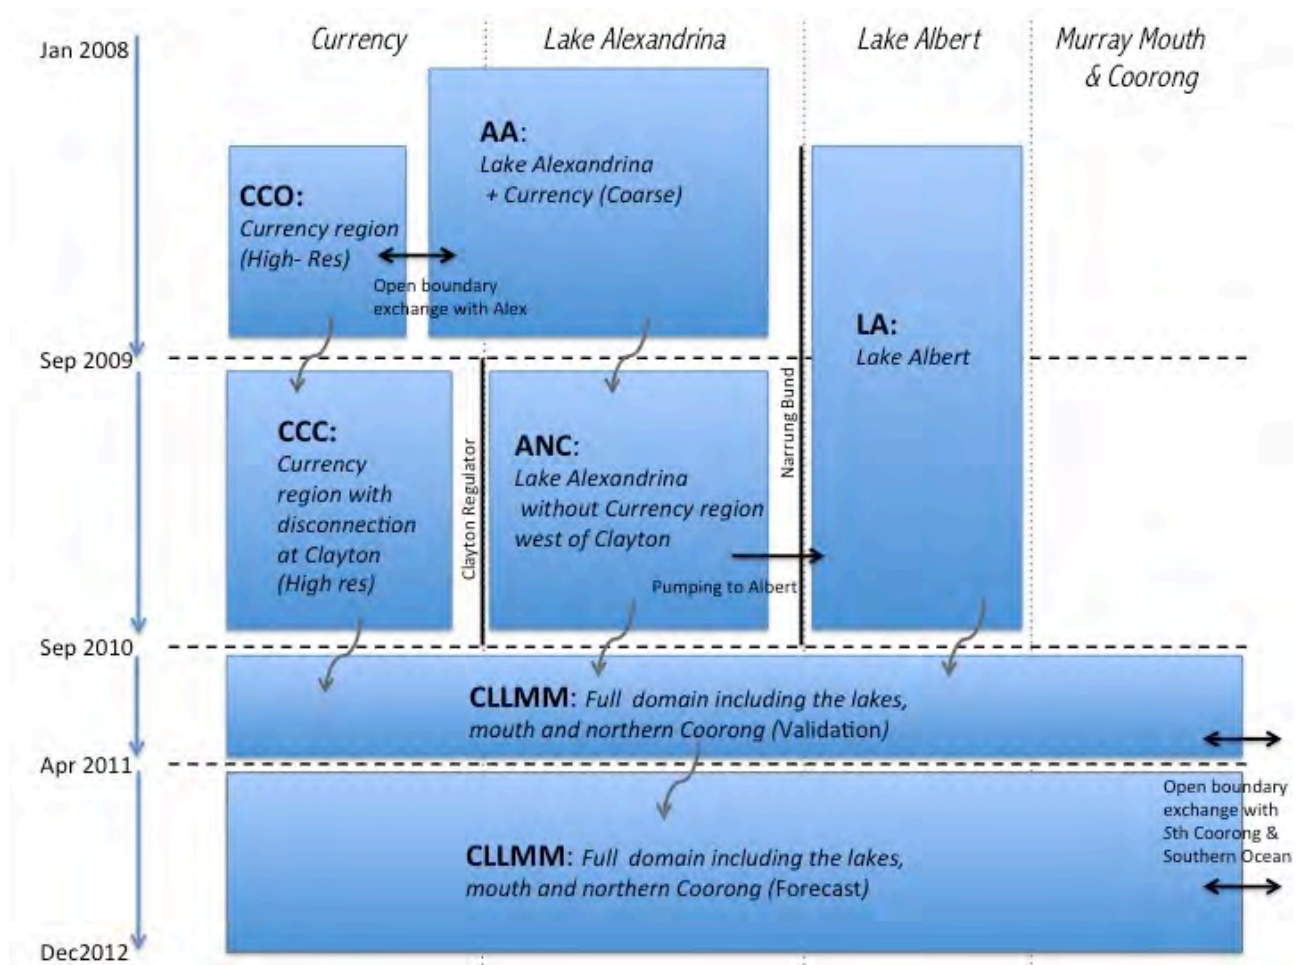 Jan 2008
Currency
Lake Alexandrina
Lake Albert
Murray Mouth
& Coorong
AA:
Lake Alexandrina
+ Currency (Coarse)
CCO:
Currency region
(High- Res)
Open boundary
exchange with Alex
LA:
Lake Albert
Sep 2009
CCC:
Currency
region with
disconnection
at Clayton
(High res)
Clayton Regulator
ANC:
Lake Alexandrina
without Currency region
west of Clayton
Pumping to Albert
Narrung Bund
Sep 2010
CLLMM: Full domain including the lakes,
mouth and northern Coorong (Validation)
Apr 2011
Open boundary
exchange with
Sth Coorong &
Southern Ocean
CLLMM: Full domain including the lakes,
mouth and northern Coorong (Forecast)
Dec2012